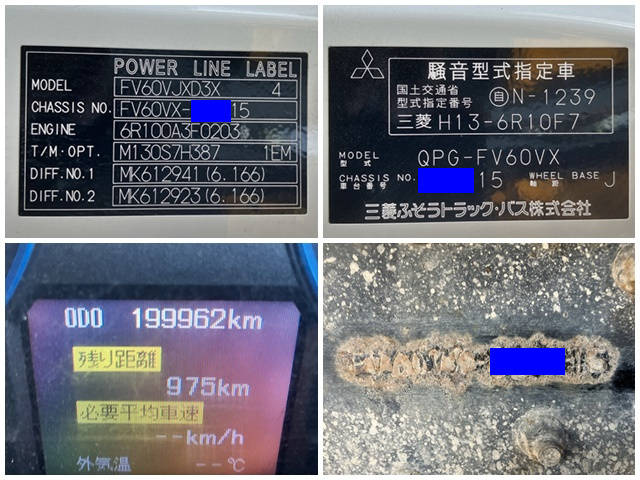 POWER LINE LABEL
MODEL FV60VJXD3X 4
CHASSIS NO. FV60VX- 15
ENGINE 6R100A3F0203
T/M·OPT. M130S7H387 1EM
DIFF.NO.1 MK612941(6.166)
DIFF.NO.2 MK612923(6.166)
騒音型式指定車
国土交通省
型式指定番号 自N-1239
三菱 H13-6R10F7
MODEL
型式 QPG-FV60VX
CHASSIS NO. 15 WHEEL BASE J
車台番号 軸距
三菱ふそうトラック・バス株式会社
ODO 199962km
残り距離
975km
必要平均車速
--km/h
外気温 --℃